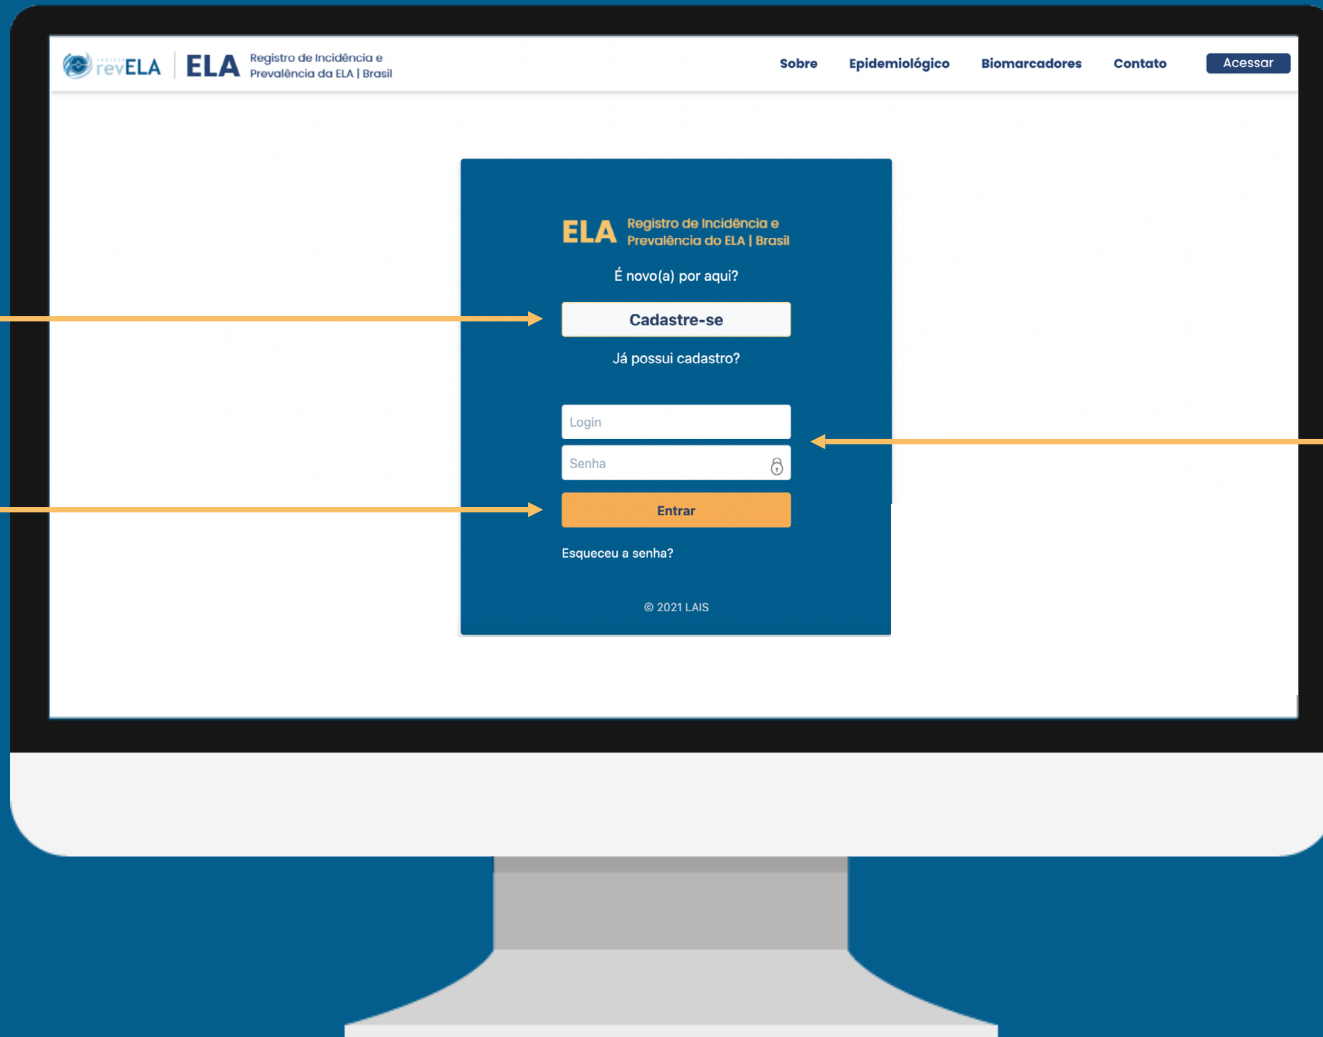 revELA
ELA
Registro de Incidência e
Prevalência da ELA | Brasil
Sobre
Epidemiológico
Biomarcadores
Contato
Acessar
ELA
Registro de Incidência e
Prevalência do ELA | Brasil
É novo(a) por aqui?
Cadastre-se
Já possui cadastro?
Login
Senha
Entrar
Esqueceu a senha?
© 2021 LAIS